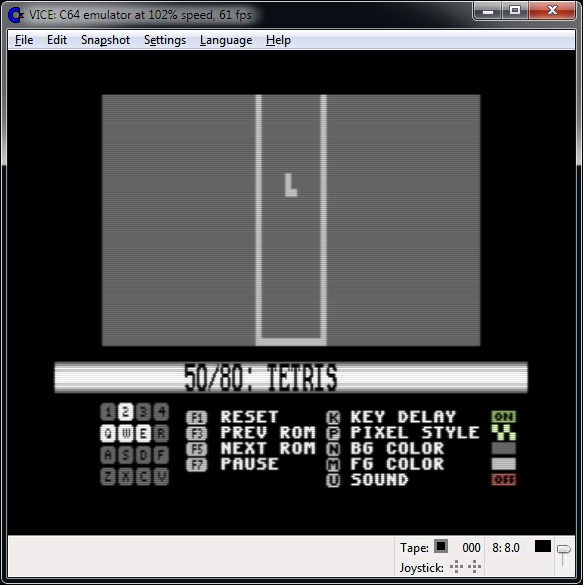 VICE: C64 emulator at 102% speed, 61 fps
File Edit Snapshot Settings Language Help
50/80: TETRIS
1 2 3 4
Q W E R
A S D F
Z X C V
F1 RESET
F3 PREV ROM
F5 NEXT ROM
F7 PAUSE
K KEY DELAY ON
P PIXEL STYLE
N BG COLOR
M FG COLOR
U SOUND OFF
Tape: 000 8: 8.0
Joystick: